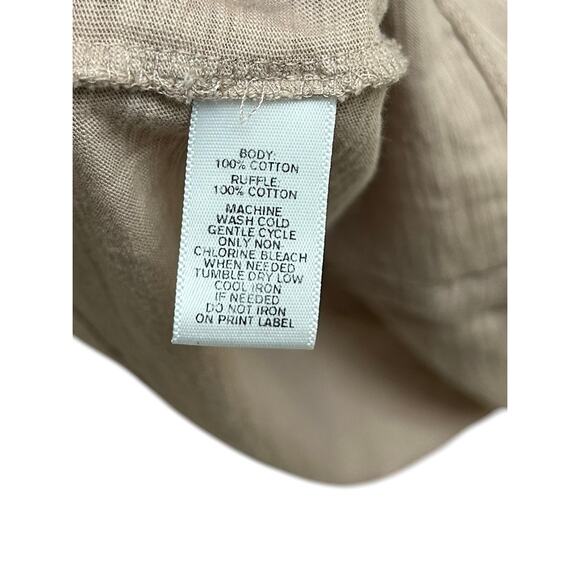 BODY:
100% COTTON
RUFFLE:
100% COTTON
MACHINE
WASH COLD
GENTLE CYCLE
ONLY NON
CHLORINE BLEACH
WHEN NEEDED
TUMBLE DRY LOW
COOL IRON
IF NEEDED
DO NOT IRON
ON PRINT LABEL